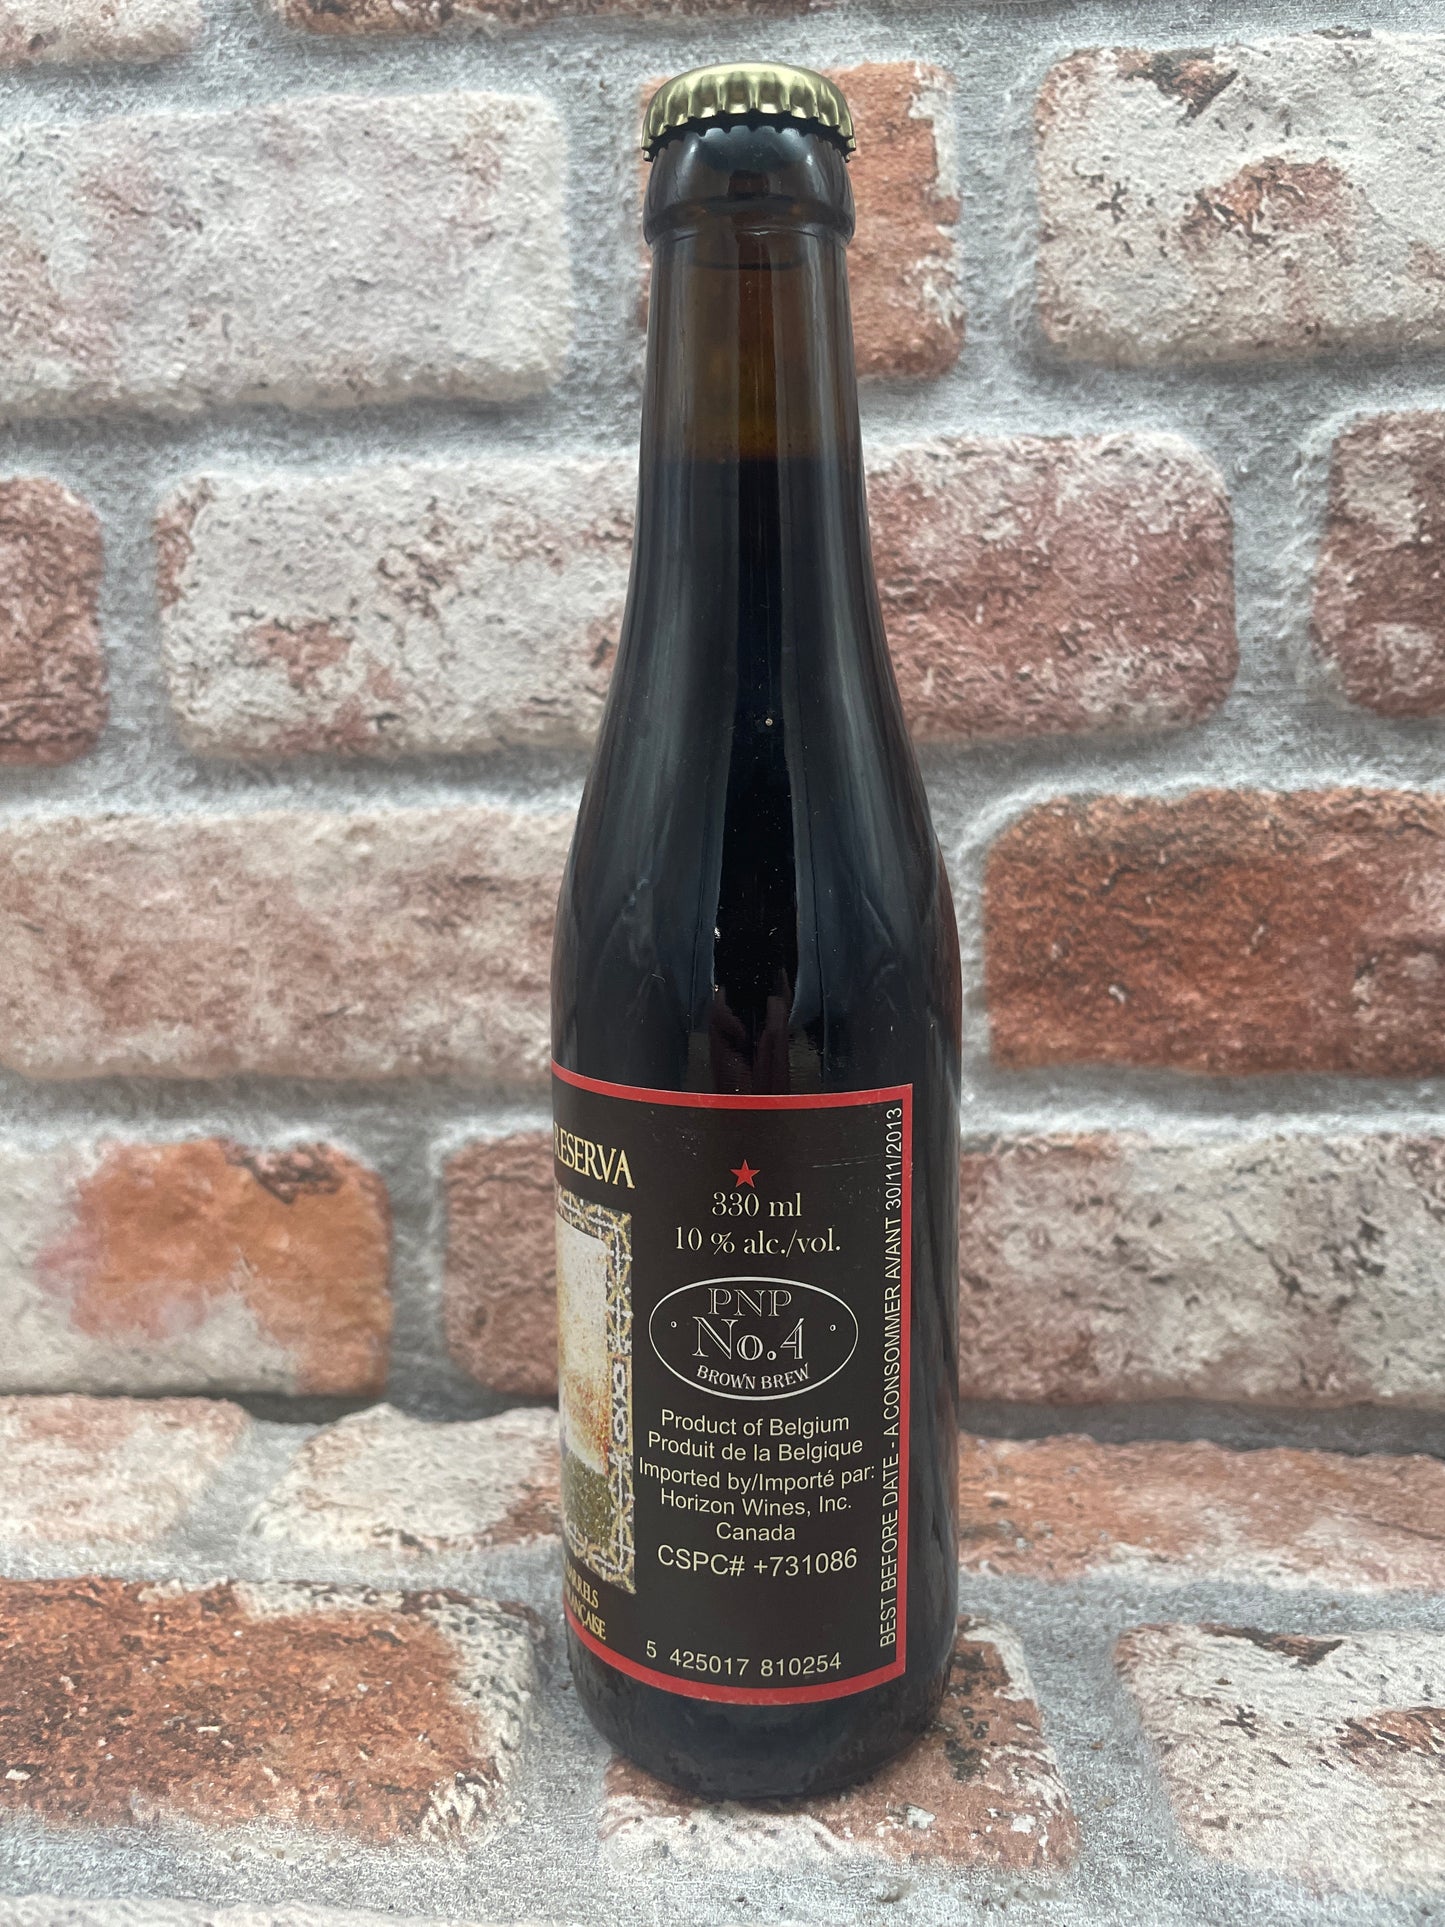 RESERVA
330 ml
10 % alc./vol.
PNP
No.4
BROWN BREW
Product of Belgium
Produit de la Belgique
Imported by/Importé par:
Horizon Wines, Inc.
Canada
CSPC# +731086
5 425017 810254
BEST BEFORE DATE - A CONSOMMER AVANT 30/11/2013